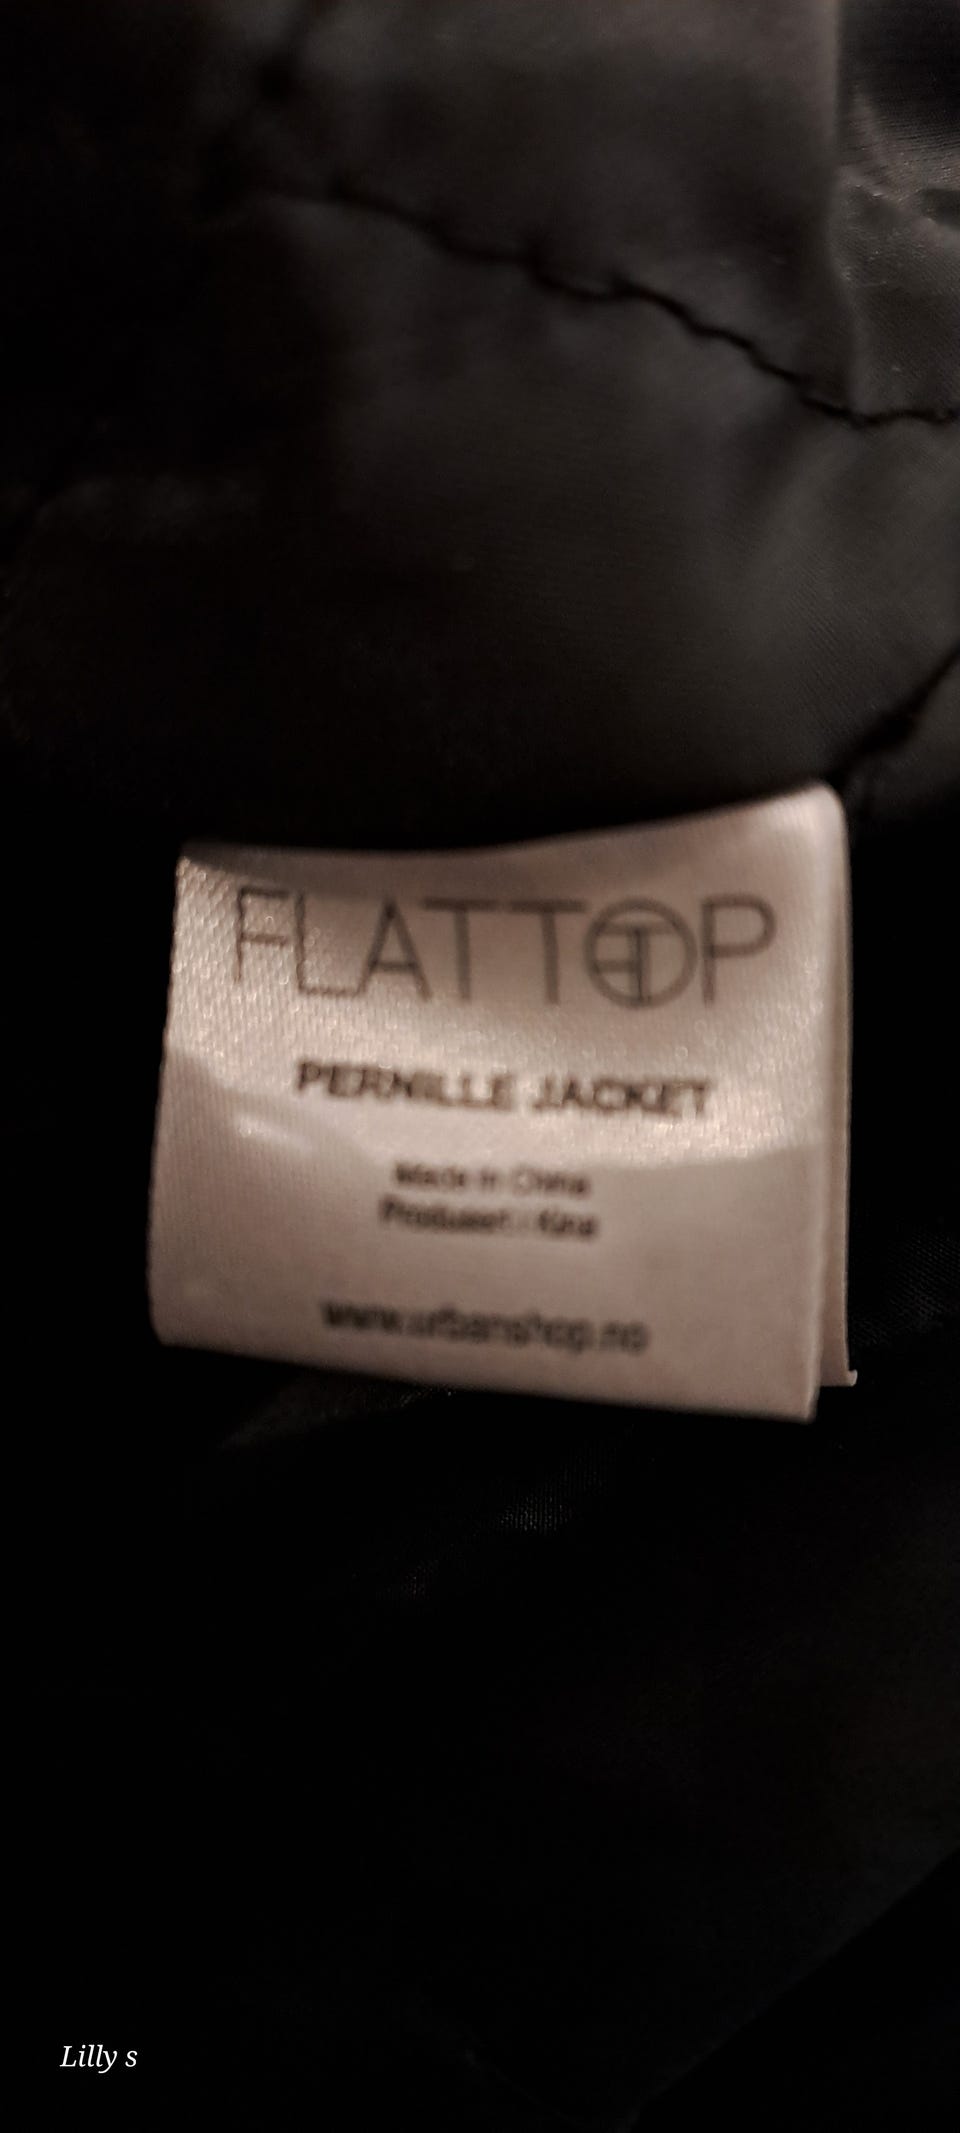 FLATTOP
PERNILLE JACKET
Made in China
Produsert i Kina
www.urbanshop.no
Lilly s